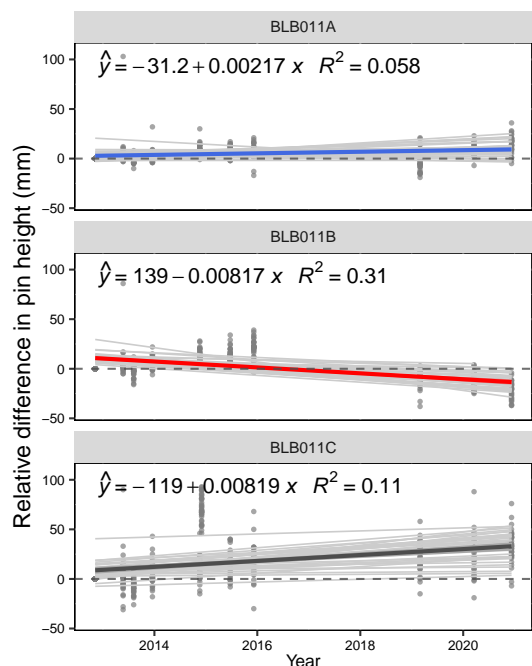 BLB011A
ŷ = −31.2 + 0.00217 x R² = 0.058
100
50
0
−50
BLB011B
ŷ = 139 − 0.00817 x R² = 0.31
100
50
0
−50
BLB011C
ŷ = −119 + 0.00819 x R² = 0.11
100
50
0
−50
2014 2016 2018 2020
Year
Relative difference in pin height (mm)